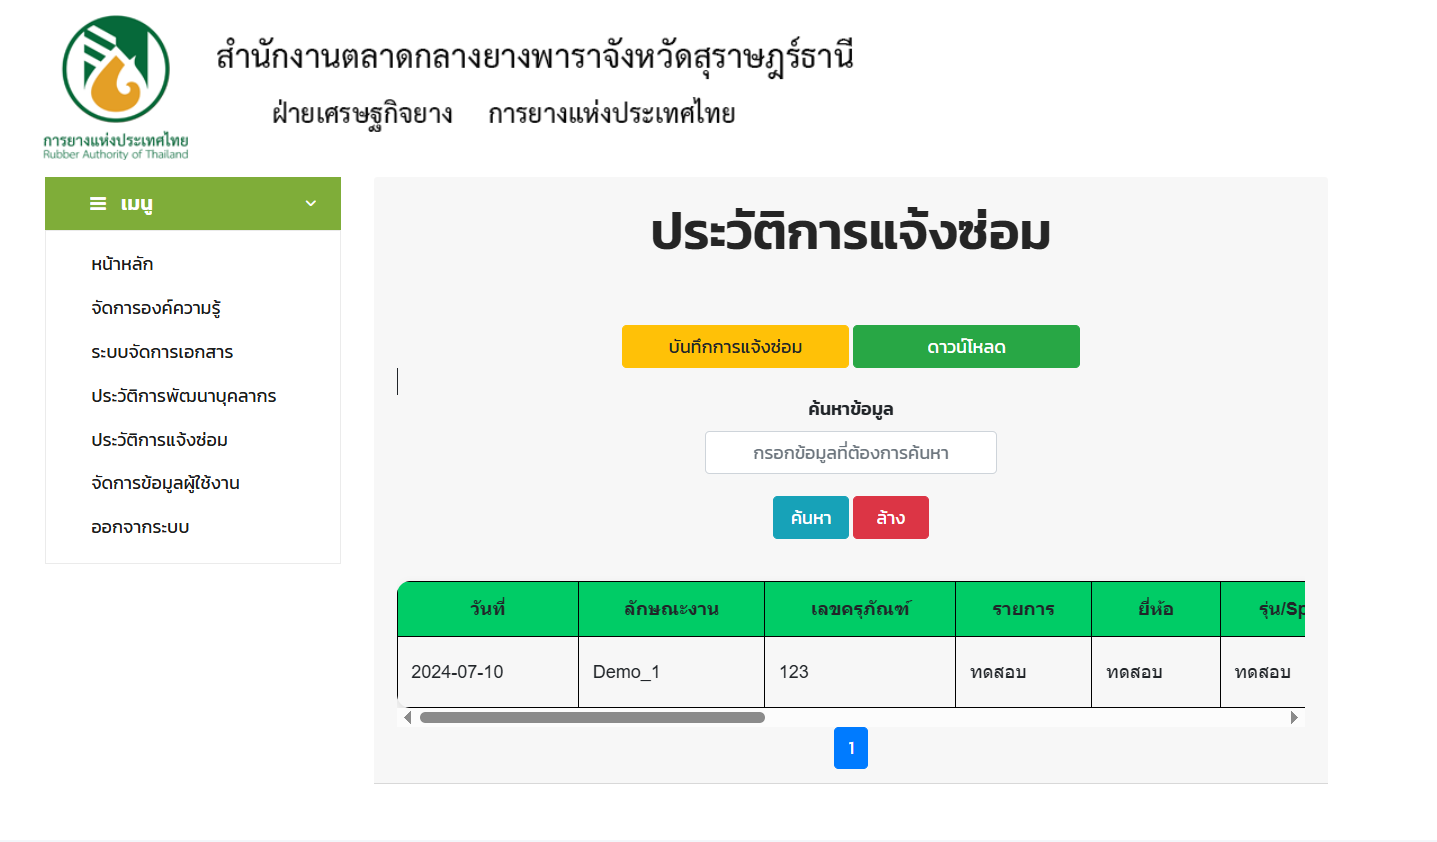 สำนักงานตลาดกลางยางพาราจังหวัดสุราษฎร์ธานี
ฝ่ายเศรษฐกิจยาง การยางแห่งประเทศไทย
การยางแห่งประเทศไทย
Rubber Authority of Thailand
เมนู
หน้าหลัก
จัดการองค์ความรู้
ระบบจัดการเอกสาร
ประวัติการพัฒนาบุคลากร
ประวัติการแจ้งซ่อม
จัดการข้อมูลผู้ใช้งาน
ออกจากระบบ
ประวัติการแจ้งซ่อม
บันทึกการแจ้งซ่อม ดาวน์โหลด
ค้นหาข้อมูล
กรอกข้อมูลที่ต้องการค้นหา
ค้นหา ล้าง
วันที่ ลักษณะงาน เลขครุภัณฑ์ รายการ ยี่ห้อ รุ่น/Sp
2024-07-10 Demo_1 123 ทดสอบ ทดสอบ ทดสอบ
1